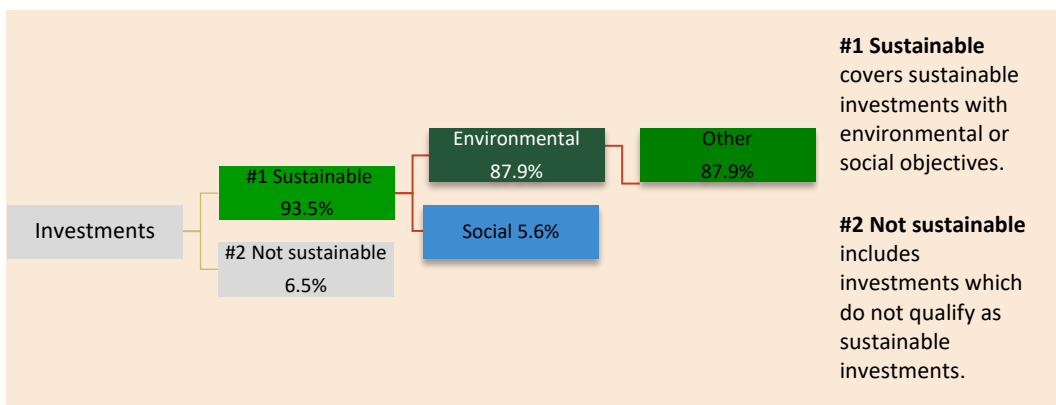 Investments
#1 Sustainable
93.5%
#2 Not sustainable
6.5%
Environmental
87.9%
Social 5.6%
Other
87.9%
#1 Sustainable
covers sustainable
investments with
environmental or
social objectives.
#2 Not sustainable
includes
investments which
do not qualify as
sustainable
investments.